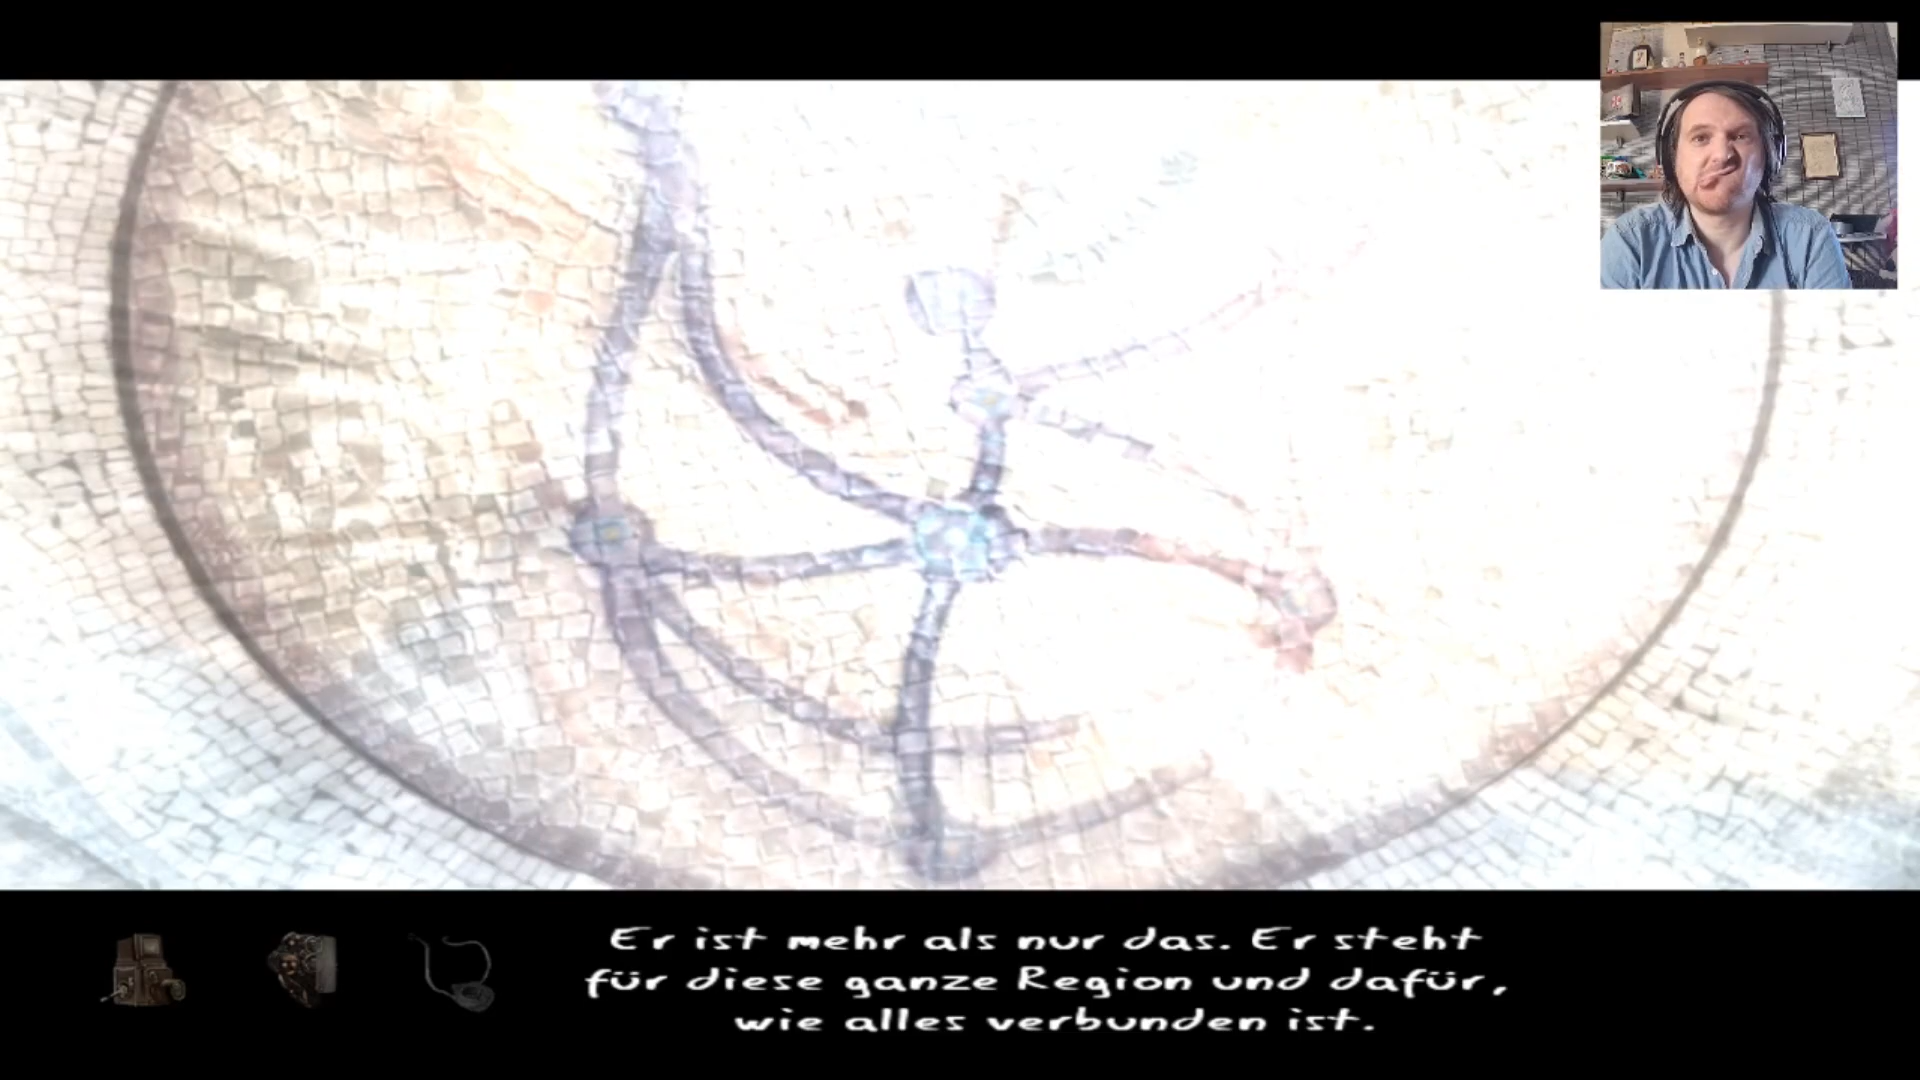 Er ist mehr als nur das. Er steht
für diese ganze Region und dafür,
wie alles verbunden ist.